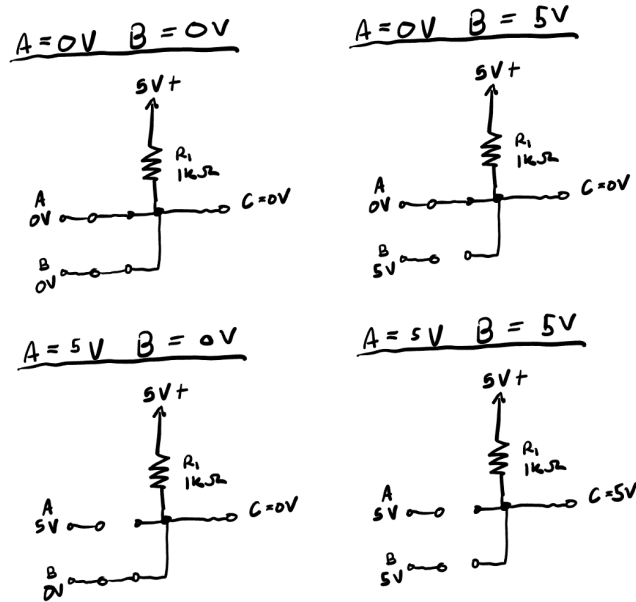 A = 0V B = 0V
5V+
R1
1kΩ
A
0V
C = 0V
B
0V
A = 0V B = 5V
5V+
R1
1kΩ
A
0V
C = 0V
B
5V
A = 5V B = 0V
5V+
R1
1kΩ
A
5V
C = 0V
B
0V
A = 5V B = 5V
5V+
R1
1kΩ
A
5V
C = 5V
B
5V